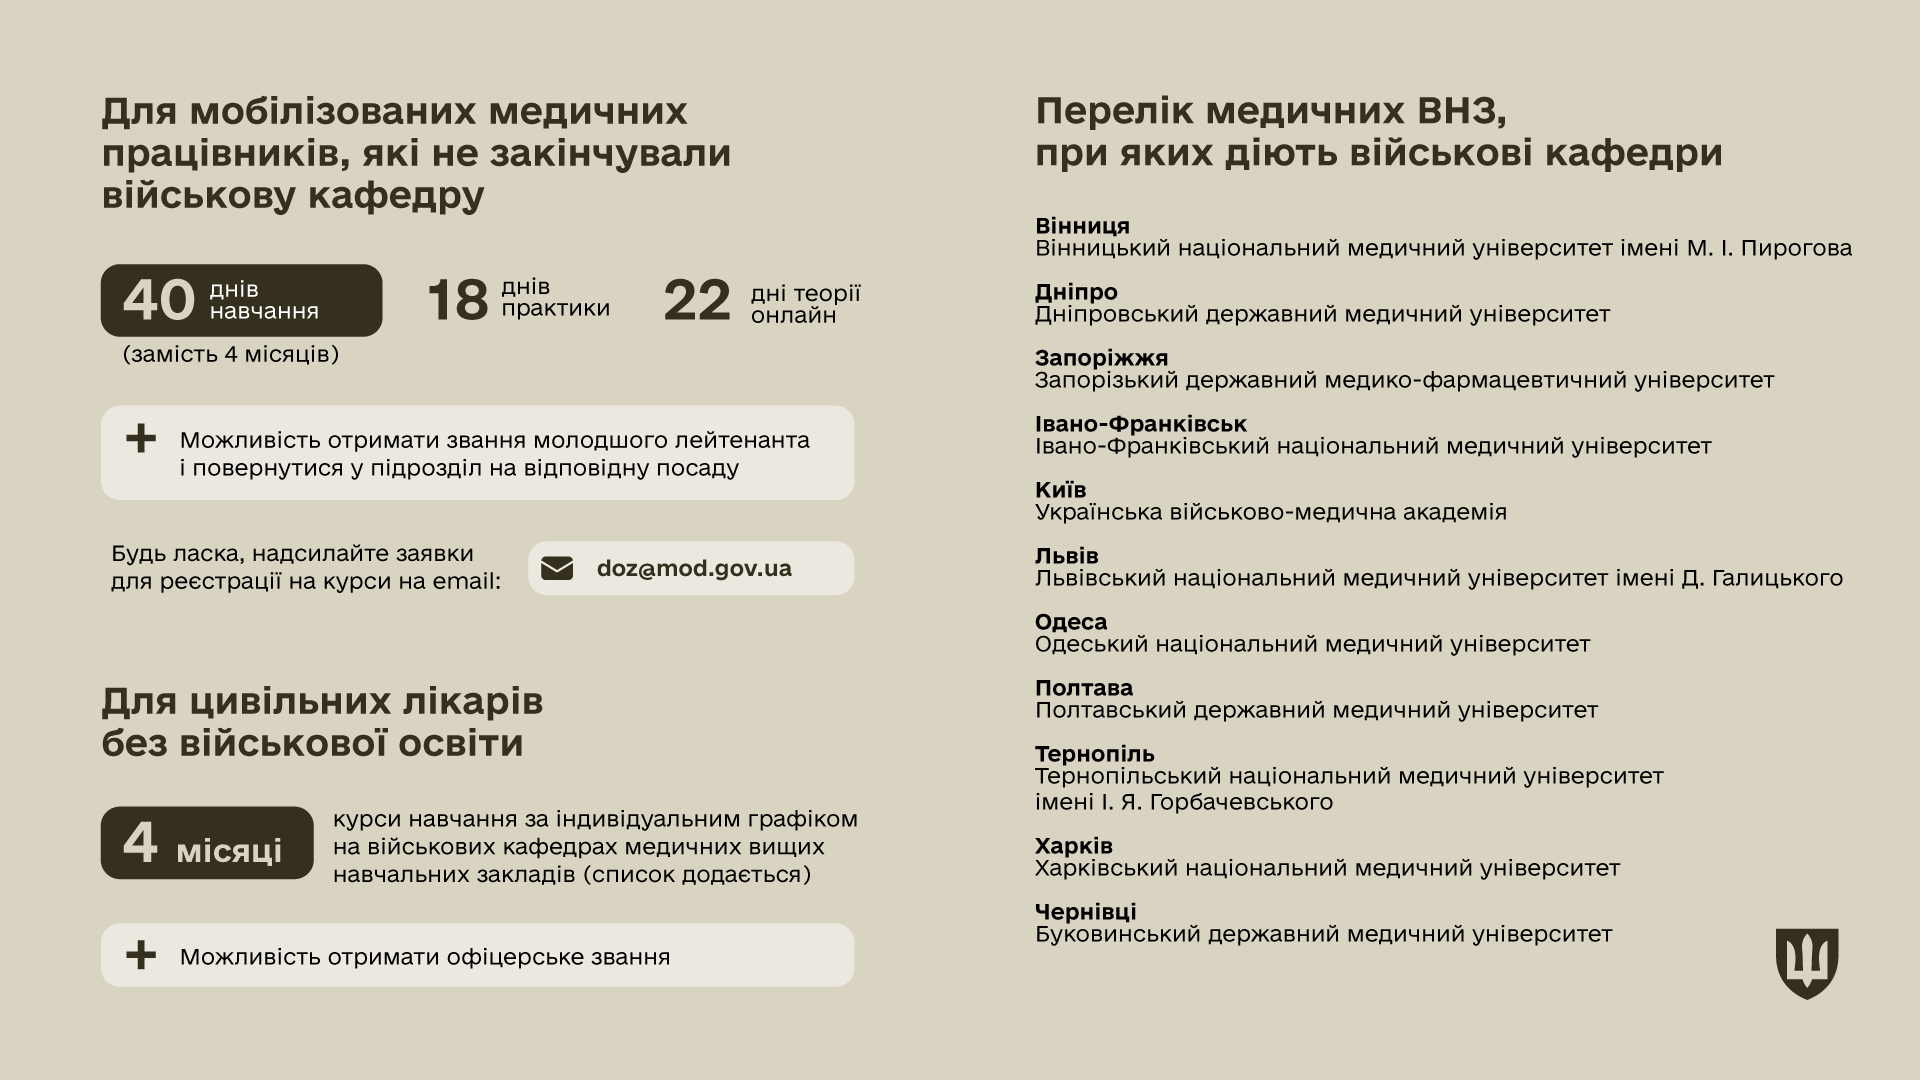 Для мобілізованих медичних
працівників, які не закінчували
військову кафедру
40 днів
навчання
(замість 4 місяців)
18 днів
практики
22 дні теорії
онлайн
Можливість отримати звання молодшого лейтенанта
і повернутися у підрозділ на відповідну посаду
Будь ласка, надсилайте заявки
для реєстрації на курси на email:
doz@mod.gov.ua
Для цивільних лікарів
без військової освіти
4 місяці
курси навчання за індивідуальним графіком
на військових кафедрах медичних вищих
навчальних закладів (список додається)
Можливість отримати офіцерське звання
Перелік медичних ВНЗ,
при яких діють військові кафедри
Вінниця
Вінницький національний медичний університет імені М. І. Пирогова
Дніпро
Дніпровський державний медичний університет
Запоріжжя
Запорізький державний медико-фармацевтичний університет
Івано-Франківськ
Івано-Франківський національний медичний університет
Київ
Українська військово-медична академія
Львів
Львівський національний медичний університет імені Д. Галицького
Одеса
Одеський національний медичний університет
Полтава
Полтавський державний медичний університет
Тернопіль
Тернопільський національний медичний університет
імені І. Я. Горбачевського
Харків
Харківський національний медичний університет
Чернівці
Буковинський державний медичний університет